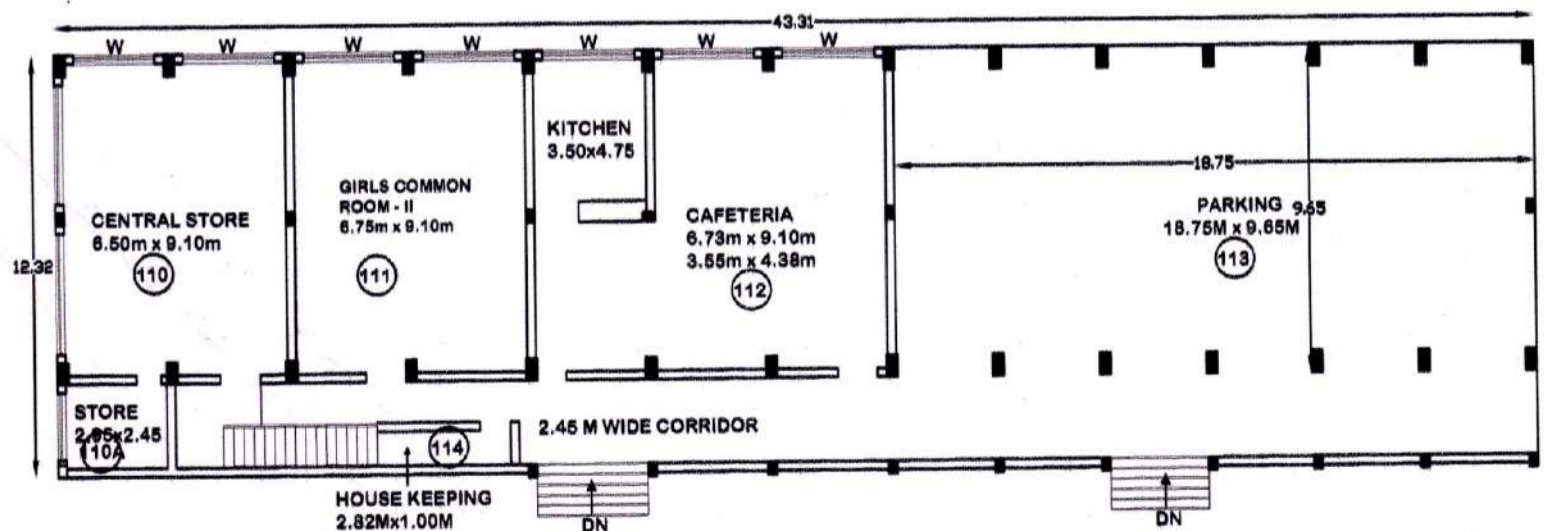 43.31
W W W W W W W
KITCHEN
3.50x4.75
18.75
GIRLS COMMON
ROOM - II
6.75m x 9.10m
CENTRAL STORE
6.50m x 9.10m
CAFETERIA
6.73m x 9.10m
3.55m x 4.38m
PARKING
9.65
18.75M x 9.65M
12.32
110
111
112
113
STORE
2.95x2.45
110A
114
2.45 M WIDE CORRIDOR
HOUSE KEEPING
2.82Mx1.00M
DN
DN